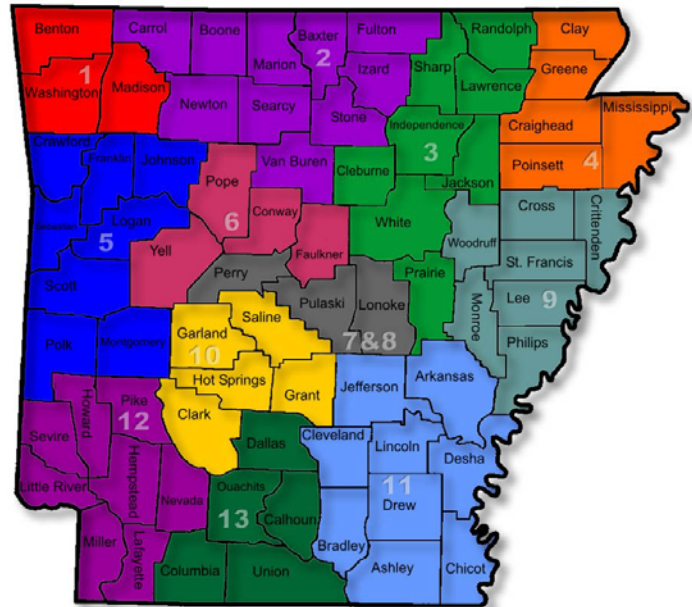 Benton
Carrol
Boone
Marion
Baxter
2
Fulton
Izard
Randolph
Sharp
Lawrence
Clay
Greene
1
Washington
Madison
Newton
Searcy
Stone
Independence
3
Craighead
Mississippi
Poinsett
4
Crawford
Franklin
Johnson
Van Buren
Cleburne
Jackson
Pope
6
Conway
White
Cross
Crittenden
Woodruff
Sebastian
Logan
5
Yell
Faulkner
St. Francis
Scott
Perry
Pulaski
Lonoke
7&8
Prairie
Monroe
Lee
9
Philips
Saline
Garland
10
Polk
Montgomery
Hot Springs
Grant
Jefferson
Arkansas
Howard
Pike
12
Clark
Sevire
Dallas
Cleveland
Lincoln
Desha
Little River
Hempstead
Nevada
Ouachits
13
Calhoun
11
Drew
Miller
Lafayette
Bradley
Columbia
Union
Ashley
Chicot